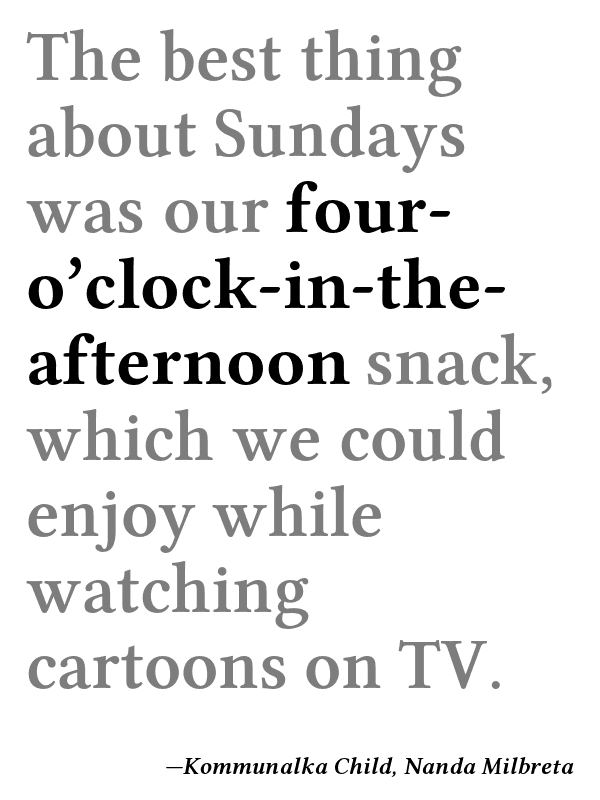 The best thing
about Sundays
was our four-
o’clock-in-the-
afternoon snack,
which we could
enjoy while
watching
cartoons on TV.
—Kommunalka Child, Nanda Milbreta